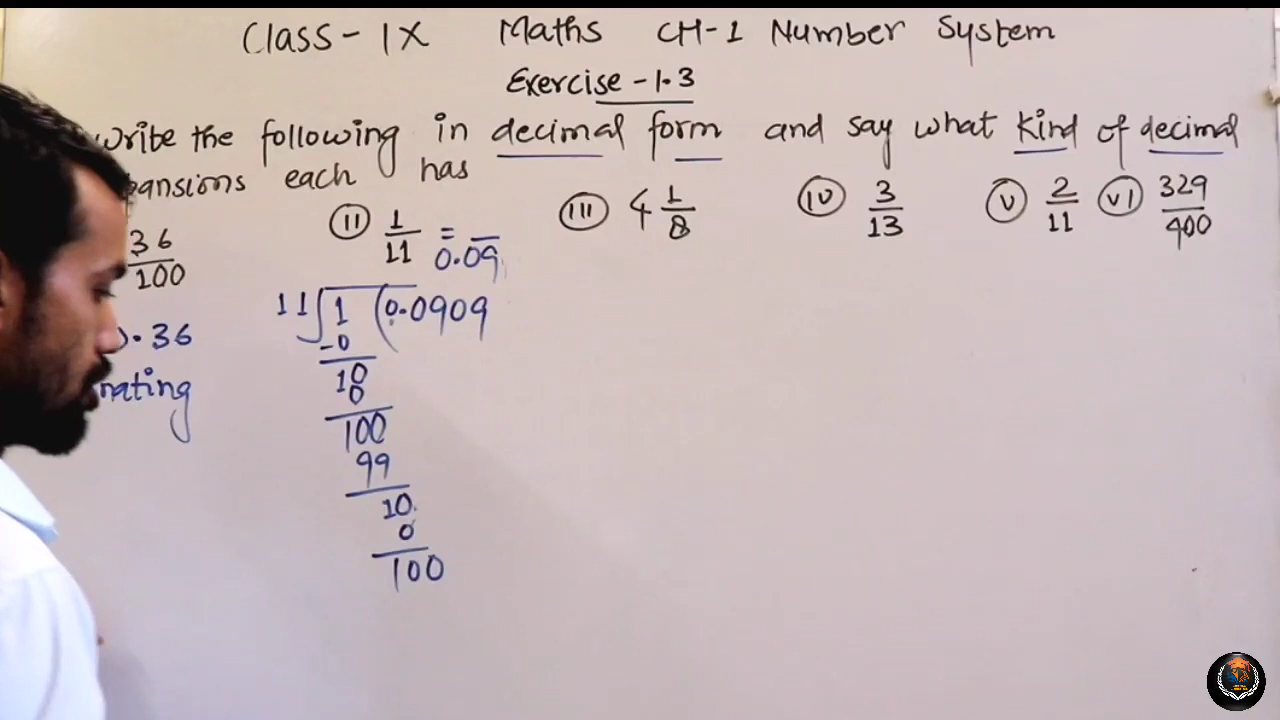 Class - IX Maths CH-1 Number System
Exercise - 1.3
Write the following in decimal form and say what kind of decimal
pansions each has
36/100 (II) 1/11 = 0.0̅9̅ (III) 4 1/8 (IV) 3/13 (V) 2/11 (VI) 329/400
0.36
nating
11 1 (0.0909
-0
10
0
100
99
10
0
100